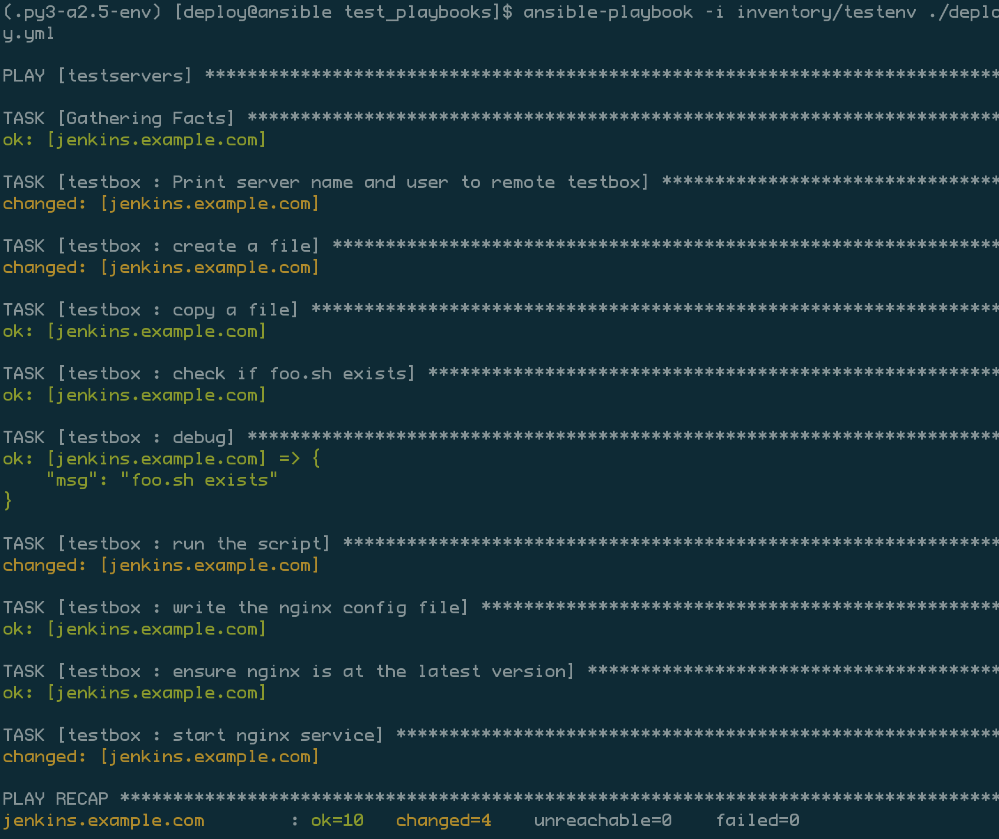 (.py3-a2.5-env) [deploy@ansible test_playbooks]$ ansible-playbook -i inventory/testenv ./deplo
y.yml
PLAY [testservers] ***************************************************************************
TASK [Gathering Facts] ***********************************************************************
ok: [jenkins.example.com]
TASK [testbox : Print server name and user to remote testbox] ********************************
changed: [jenkins.example.com]
TASK [testbox : create a file] ***************************************************************
changed: [jenkins.example.com]
TASK [testbox : copy a file] *****************************************************************
ok: [jenkins.example.com]
TASK [testbox : check if foo.sh exists] ******************************************************
ok: [jenkins.example.com]
TASK [testbox : debug] ***********************************************************************
ok: [jenkins.example.com] => {
    "msg": "foo.sh exists"
}
TASK [testbox : run the script] **************************************************************
changed: [jenkins.example.com]
TASK [testbox : write the nginx config file] *************************************************
ok: [jenkins.example.com]
TASK [testbox : ensure nginx is at the latest version] ***************************************
ok: [jenkins.example.com]
TASK [testbox : start nginx service] *********************************************************
changed: [jenkins.example.com]
PLAY RECAP ***********************************************************************************
jenkins.example.com        : ok=10   changed=4    unreachable=0    failed=0